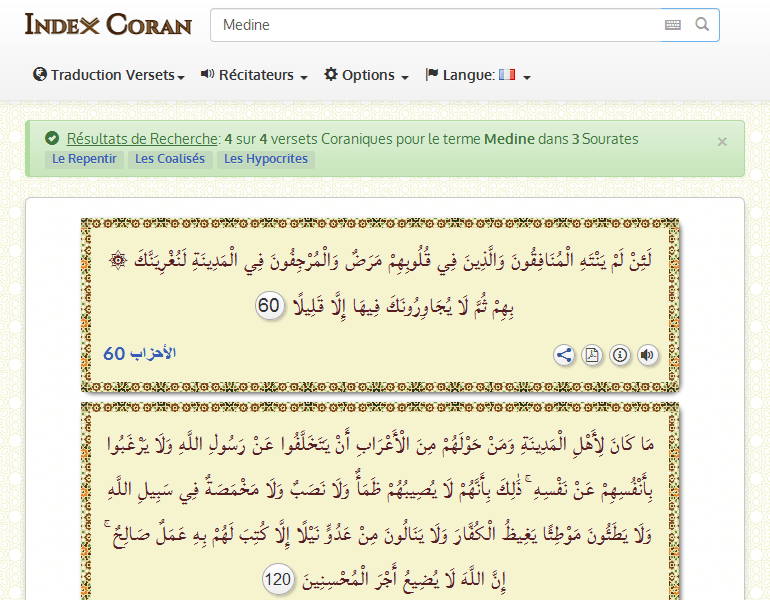 INDEX CORAN
Medine
Traduction Versets
Récitateurs
Options
Langue:
Résultats de Recherche: 4 sur 4 versets Coraniques pour le terme Medine dans 3 Sourates
×
Le Repentir
Les Coalisés
Les Hypocrites
۞ لَئِنْ لَمْ يَنْتَهِ الْمُنَافِقُونَ وَالَّذِينَ فِي قُلُوبِهِمْ مَرَضٌ وَالْمُرْجِفُونَ فِي الْمَدِينَةِ لَنُغْرِيَنَّكَ
بِهِمْ ثُمَّ لَا يُجَاوِرُونَكَ فِيهَا إِلَّا قَلِيلًا 60
الأحزاب 60
مَا كَانَ لِأَهْلِ الْمَدِينَةِ وَمَنْ حَوْلَهُمْ مِنَ الْأَعْرَابِ أَنْ يَتَخَلَّفُوا عَنْ رَسُولِ اللَّهِ وَلَا يَرْغَبُوا
بِأَنْفُسِهِمْ عَنْ نَفْسِهِ ۚ ذَٰلِكَ بِأَنَّهُمْ لَا يُصِيبُهُمْ ظَمَأٌ وَلَا نَصَبٌ وَلَا مَخْمَصَةٌ فِي سَبِيلِ اللَّهِ
وَلَا يَطَئُونَ مَوْطِئًا يَغِيظُ الْكُفَّارَ وَلَا يَنَالُونَ مِنْ عَدُوٍّ نَيْلًا إِلَّا كُتِبَ لَهُمْ بِهِ عَمَلٌ صَالِحٌ ۚ
إِنَّ اللَّهَ لَا يُضِيعُ أَجْرَ الْمُحْسِنِينَ 120